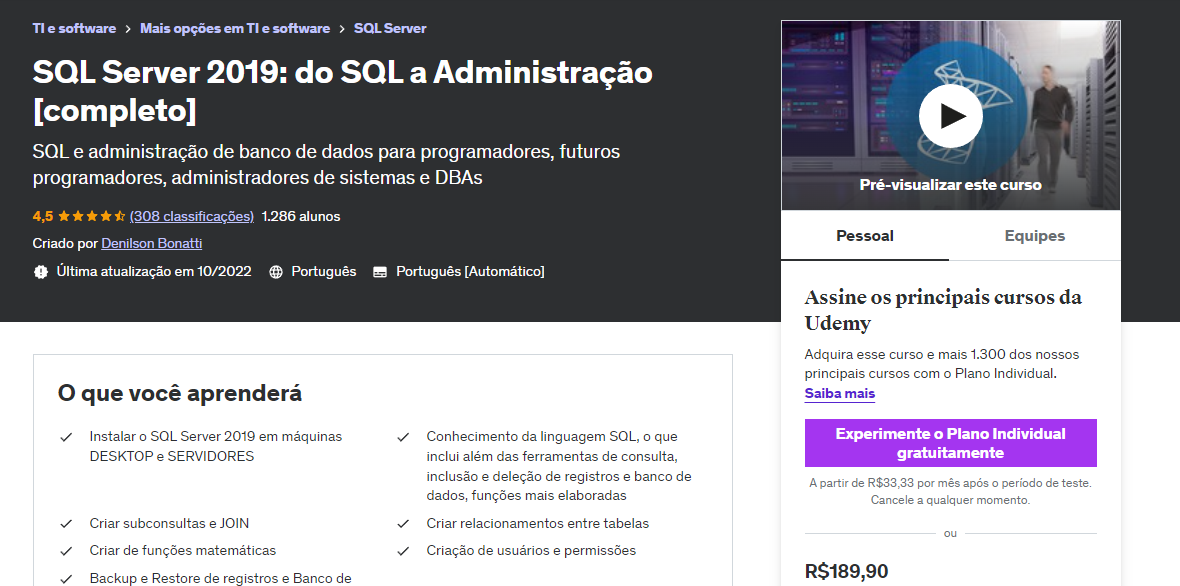 TI e software > Mais opções em TI e software > SQL Server
SQL Server 2019: do SQL a Administração
[completo]
SQL e administração de banco de dados para programadores, futuros
programadores, administradores de sistemas e DBAs
4,5 (308 classificações) 1.286 alunos
Criado por Denilson Bonatti
Última atualização em 10/2022 Português Português [Automático]
O que você aprenderá
Instalar o SQL Server 2019 em máquinas
DESKTOP e SERVIDORES
Conhecimento da linguagem SQL, o que
inclui além das ferramentas de consulta,
inclusão e deleção de registros e banco de
dados, funções mais elaboradas
Criar subconsultas e JOIN
Criar relacionamentos entre tabelas
Criar de funções matemáticas
Criação de usuários e permissões
Backup e Restore de registros e Banco de
Pré-visualizar este curso
Pessoal
Equipes
Assine os principais cursos da
Udemy
Adquira esse curso e mais 1.300 dos nossos
principais cursos com o Plano Individual.
Saiba mais
Experimente o Plano Individual
gratuitamente
A partir de R$33,33 por mês após o período de teste.
Cancele a qualquer momento.
ou
R$189,90